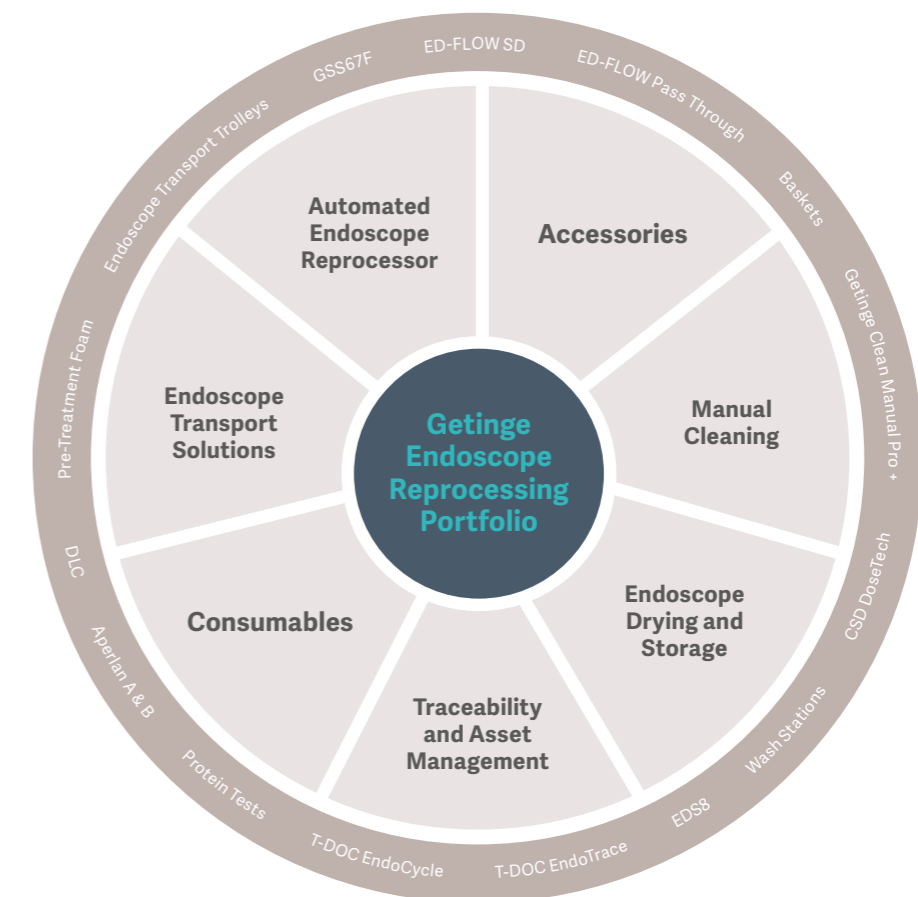 ED-FLOW SD
ED-FLOW Pass Through
Baskets
Getinge Clean Manual Pro +
CSD DoseTech
Wash Stations
EDS8
T-DOC EndoTrace
T-DOC EndoCycle
Protein Tests
Aperlan A & B
DLC
Pre-Treatment Foam
Endoscope Transport Trolleys
GSS67F
Automated
Endoscope
Reprocessor
Accessories
Manual
Cleaning
Endoscope
Drying and
Storage
Traceability
and Asset
Management
Consumables
Endoscope
Transport
Solutions
Getinge
Endoscope
Reprocessing
Portfolio